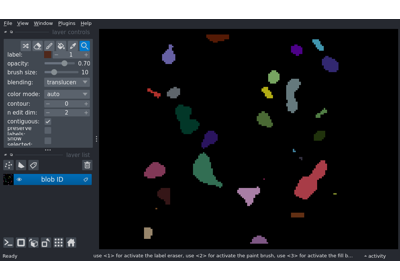 File View Window Plugins Help
layer controls
label: 1
opacity: 0.70
brush size: 10
blending: translucen
color mode: auto
contour: 0
n edit dim: 2
contiguous:
preserve
labels:
show
selected:
layer list
blob ID
Ready
use <1> for activate the label eraser, use <2> for activate the paint brush, use <3> for activate the fill b...
activity